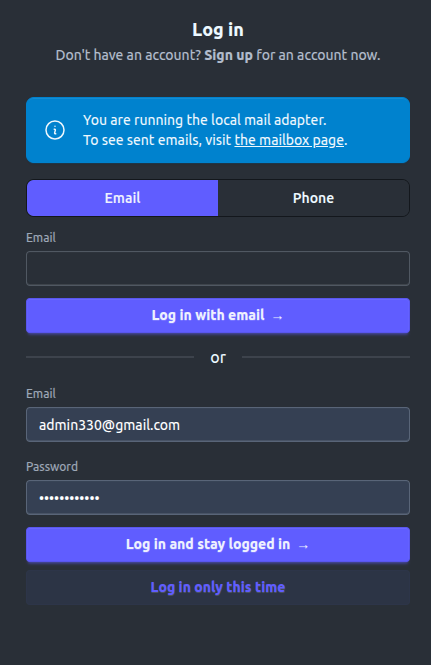 Log in
Don't have an account? Sign up for an account now.
You are running the local mail adapter.
To see sent emails, visit the mailbox page.
Email
Phone
Email
Log in with email →
or
Email
admin330@gmail.com
Password
••••••••••••
Log in and stay logged in →
Log in only this time